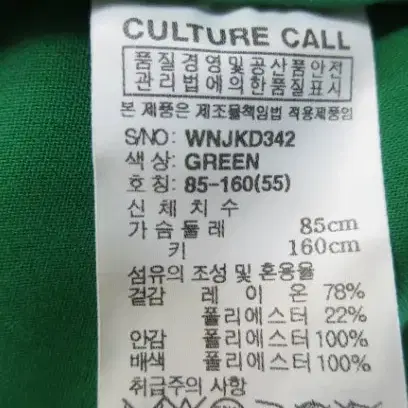 CULTURE CALL
품질경영및공산품안전
관리법에의한품질표시
본 제품은 제조물책임법 적용제품임
S/NO: WNJKD342
색상: GREEN
호칭: 85-160(55)
신체치수
가슴둘레 85cm
키 160cm
섬유의 조성 및 혼용율
겉감 레이온 78%
폴리에스터 22%
안감 폴리에스터 100%
배색 폴리에스터 100%
취급주의 사항